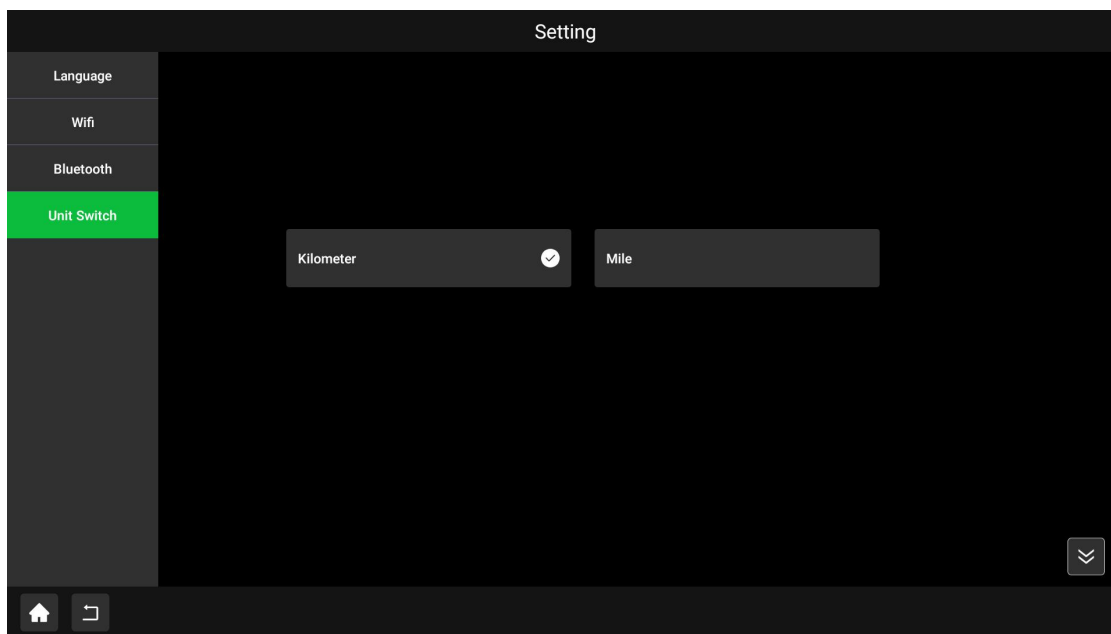 Setting
Language
Wifi
Bluetooth
Unit Switch
Kilometer
Mile